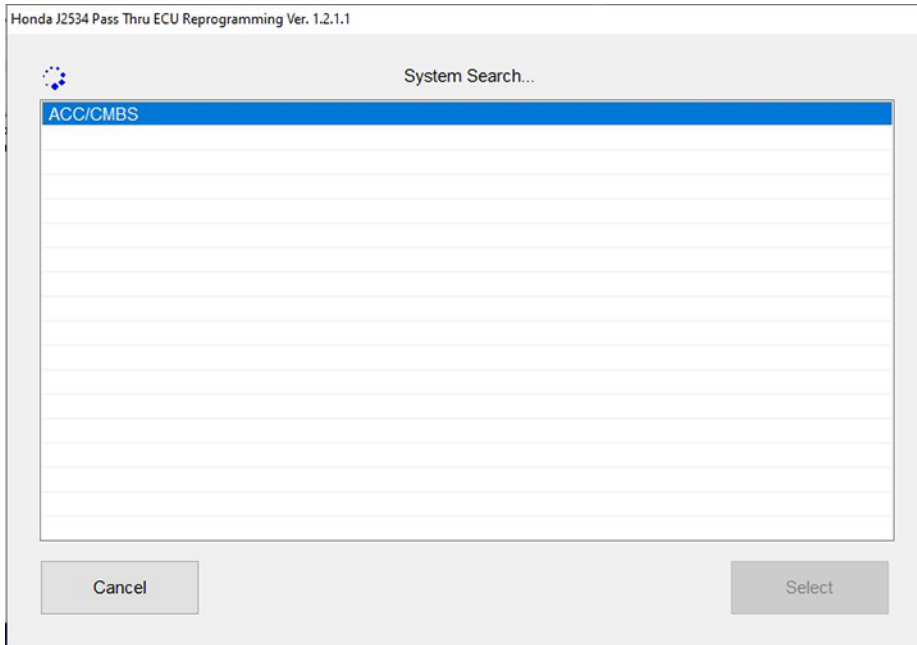 Honda J2534 Pass Thru ECU Reprogramming Ver. 1.2.1.1
System Search...
ACC/CMBS
Cancel
Select